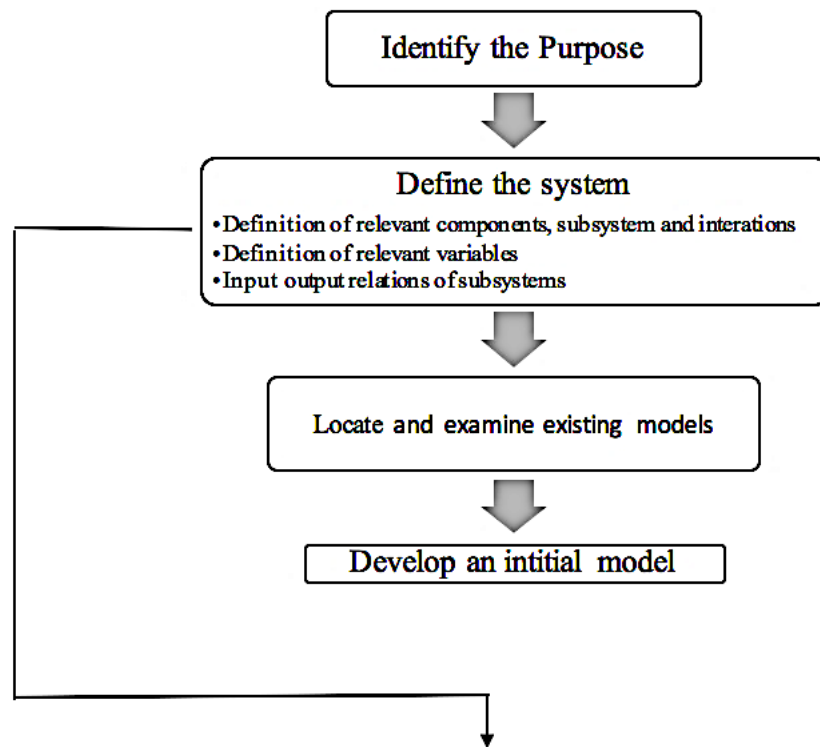 Identify the Purpose
Define the system
•Definition of relevant components, subsystem and interations
•Definition of relevant variables
•Input output relations of subsystems
Locate and examine existing models
Develop an intitial model